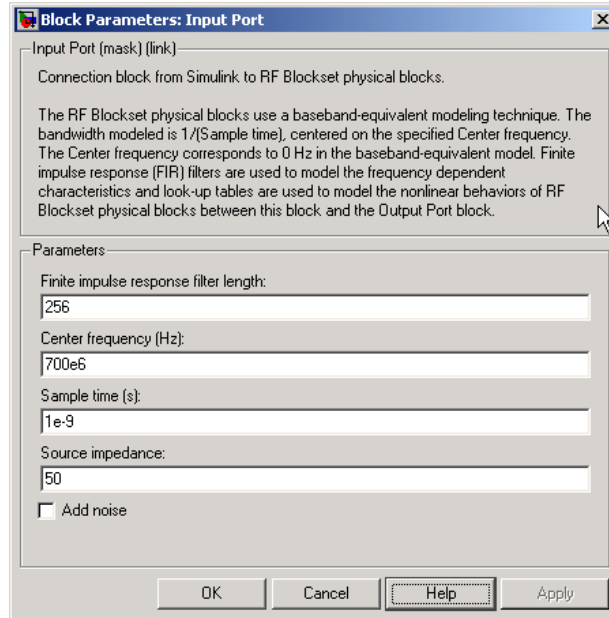 Block Parameters: Input Port
Input Port (mask) (link)
Connection block from Simulink to RF Blockset physical blocks.
The RF Blockset physical blocks use a baseband-equivalent modeling technique. The
bandwidth modeled is 1/(Sample time), centered on the specified Center frequency.
The Center frequency corresponds to 0 Hz in the baseband-equivalent model. Finite
impulse response (FIR) filters are used to model the frequency dependent
characteristics and look-up tables are used to model the nonlinear behaviors of RF
Blockset physical blocks between this block and the Output Port block.
Parameters
Finite impulse response filter length:
256
Center frequency (Hz):
700e6
Sample time (s):
1e-9
Source impedance:
50
Add noise
OK Cancel Help Apply